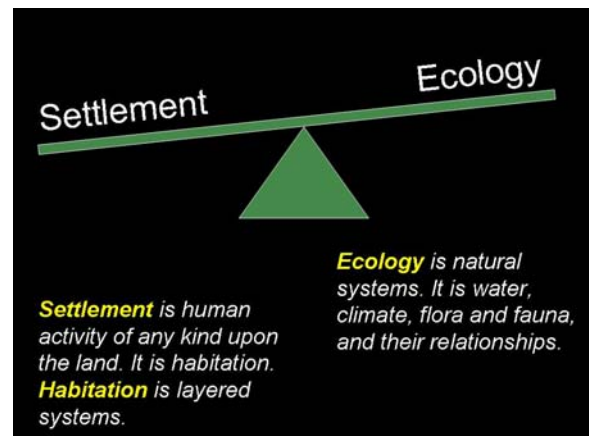 Settlement
Ecology
Settlement is human
activity of any kind upon
the land. It is habitation.
Habitation is layered
systems.
Ecology is natural
systems. It is water,
climate, flora and fauna,
and their relationships.